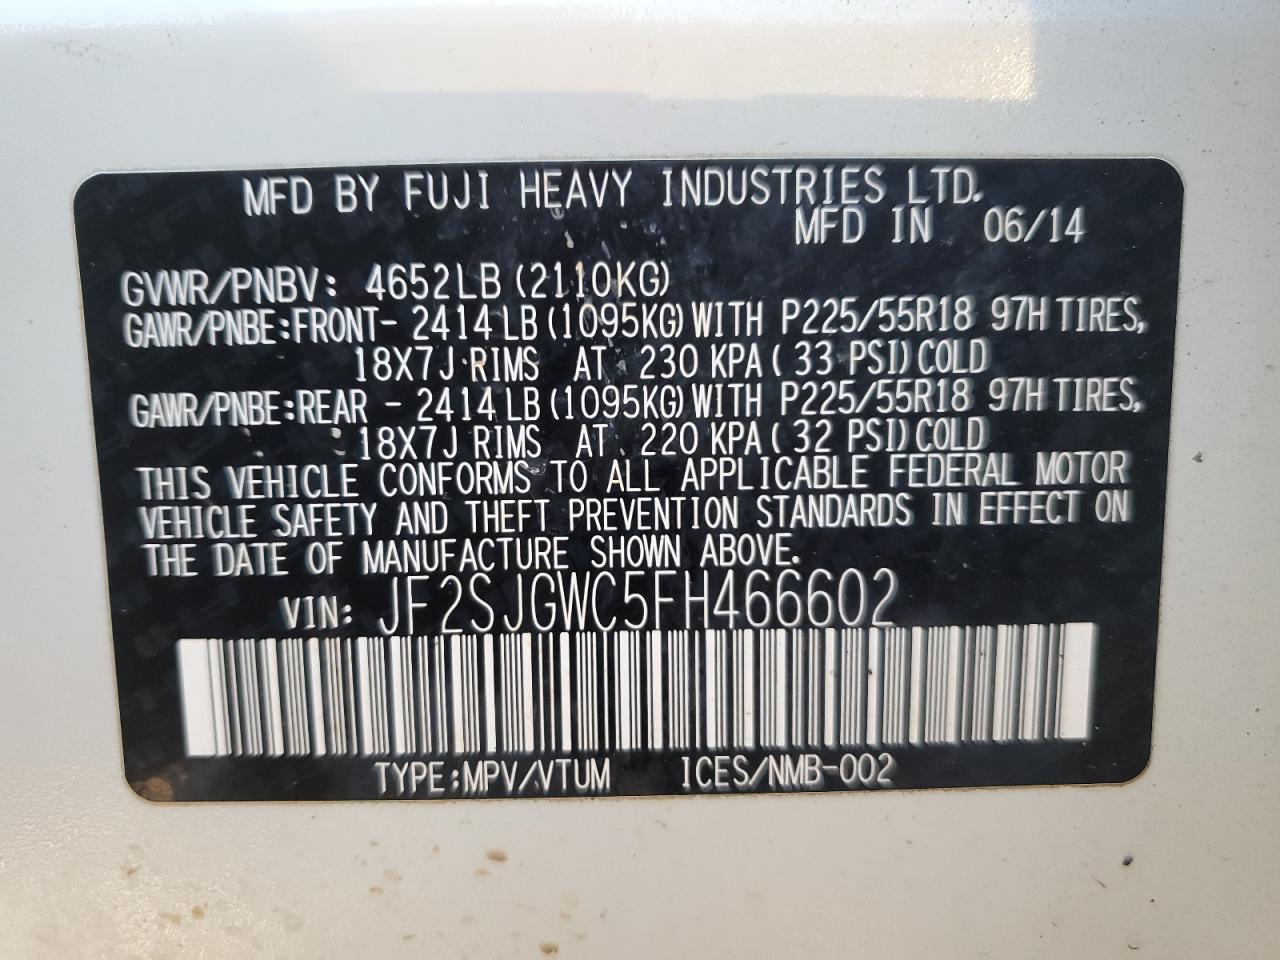 MFD BY FUJI HEAVY INDUSTRIES LTD.
MFD IN 06/14
GVWR/PNBV: 4652LB (2110KG)
GAWR/PNBE:FRONT- 2414LB (1095KG) WITH P225/55R18 97H TIRES,
18X7J RIMS AT 230 KPA ( 33 PSI) COLD
GAWR/PNBE:REAR - 2414LB (1095KG) WITH P225/55R18 97H TIRES,
18X7J RIMS AT 220 KPA ( 32 PSI) COLD
THIS VEHICLE CONFORMS TO ALL APPLICABLE FEDERAL MOTOR
VEHICLE SAFETY AND THEFT PREVENTION STANDARDS IN EFFECT ON
THE DATE OF MANUFACTURE SHOWN ABOVE.
VIN: JF2SJGWC5FH466602
TYPE:MPV/VTUM ICES/NMB-002